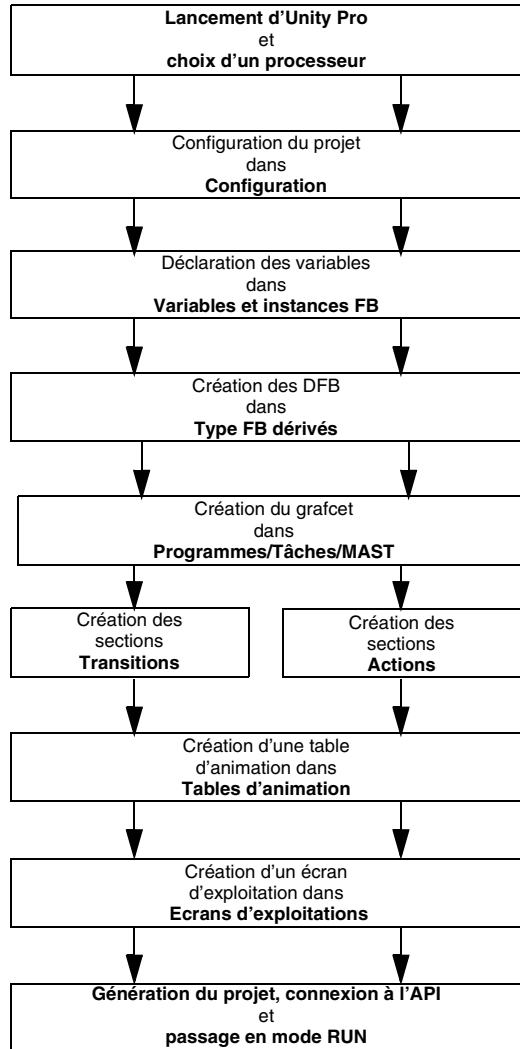 Lancement d’Unity Pro
et
choix d’un processeur
Configuration du projet
dans
Configuration
Déclaration des variables
dans
Variables et instances FB
Création des DFB
dans
Type FB dérivés
Création du grafcet
dans
Programmes/Tâches/MAST
Création des
sections
Transitions
Création des
sections
Actions
Création d’une table
d’animation dans
Tables d’animation
Création d’un écran
d’exploitation dans
Ecrans d’exploitations
Génération du projet, connexion à l’API
et
passage en mode RUN